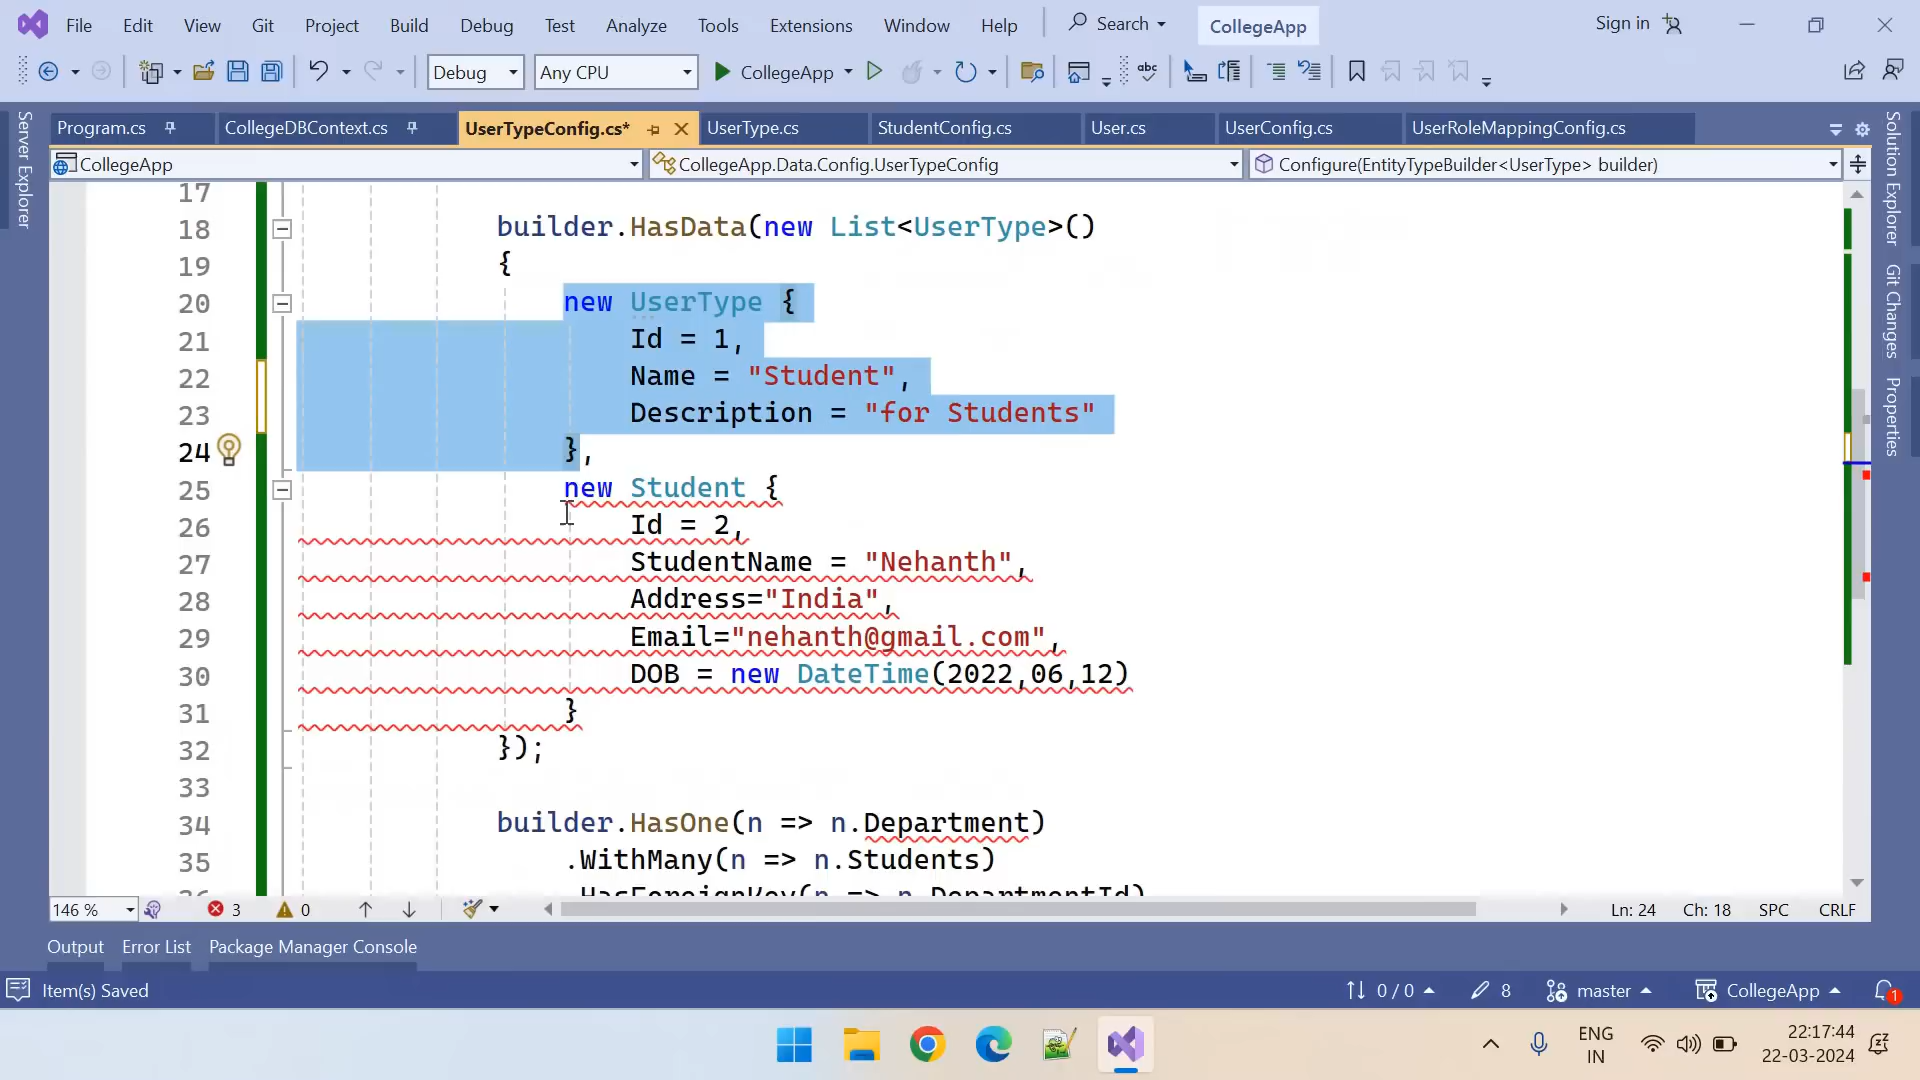 File Edit View Git Project Build Debug Test Analyze Tools Extensions Window Help Search CollegeApp Sign in
Debug Any CPU CollegeApp
Program.cs CollegeDBContext.cs UserTypeConfig.cs* UserType.cs StudentConfig.cs User.cs UserConfig.cs UserRoleMappingConfig.cs
CollegeApp CollegeApp.Data.Config.UserTypeConfig Configure(EntityTypeBuilder<UserType> builder)
Server Explorer
Solution Explorer
Git Changes
Properties
17
18 builder.HasData(new List<UserType>()
19 {
20 new UserType {
21 Id = 1,
22 Name = "Student",
23 Description = "for Students"
24 },
25 new Student {
26 Id = 2,
27 StudentName = "Nehanth",
28 Address="India",
29 Email="nehanth@gmail.com",
30 DOB = new DateTime(2022,06,12)
31 }
32 });
33
34 builder.HasOne(n => n.Department)
35 .WithMany(n => n.Students)
.HasForeignKey(n => n.DepartmentId)
146 % 3 0 Ln: 24 Ch: 18 SPC CRLF
Output Error List Package Manager Console
Item(s) Saved 0 / 0 8 master CollegeApp 1
ENG 22:17:44
IN 22-03-2024